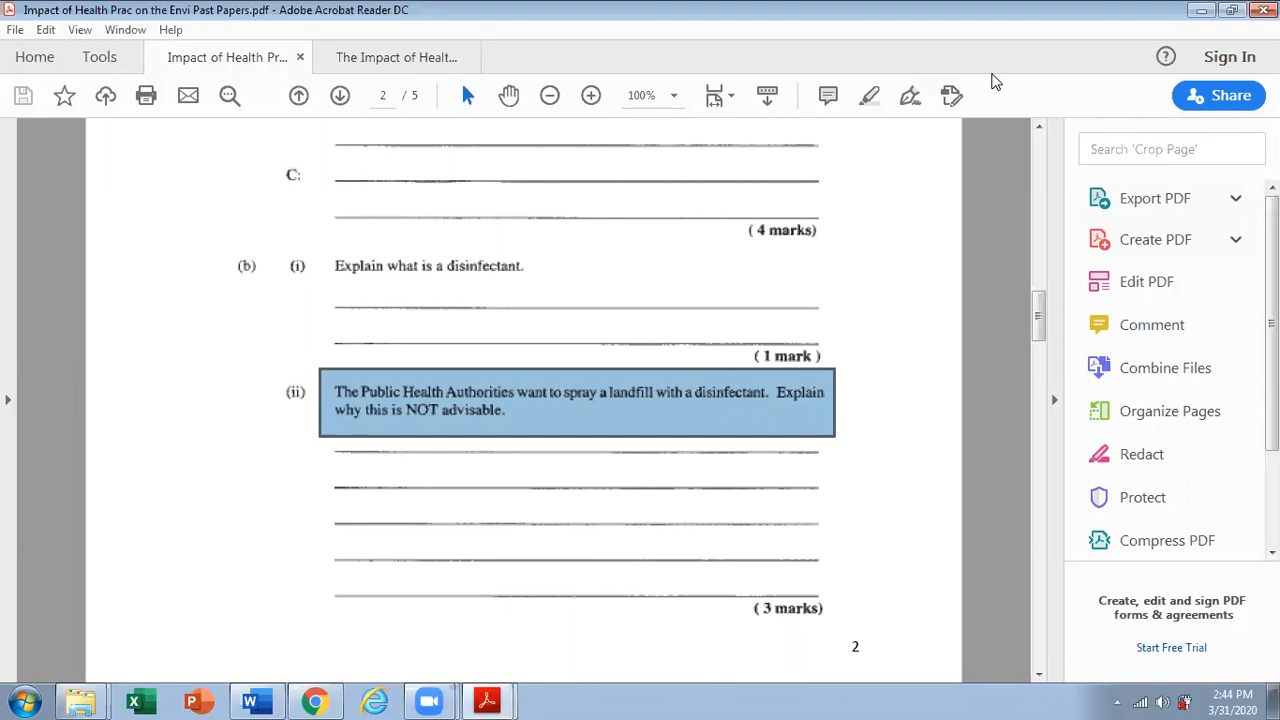 Impact of Health Prac on the Envi Past Papers.pdf - Adobe Acrobat Reader DC
File Edit View Window Help
Home Tools Impact of Health Pr... × The Impact of Healt... ? Sign In
2 / 5 100% Share
C:
( 4 marks)
(b) (i) Explain what is a disinfectant.
( 1 mark )
(ii) The Public Health Authorities want to spray a landfill with a disinfectant. Explain
why this is NOT advisable.
( 3 marks)
2
Search 'Crop Page'
Export PDF
Create PDF
Edit PDF
Comment
Combine Files
Organize Pages
Redact
Protect
Compress PDF
Create, edit and sign PDF
forms & agreements
Start Free Trial
2:44 PM
3/31/2020